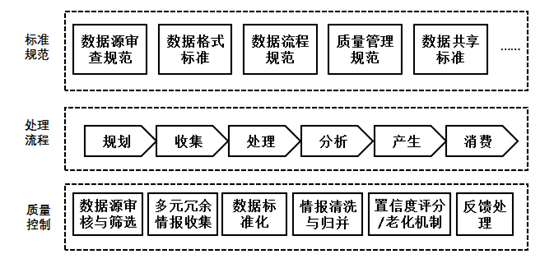 标准
规范
数据源审
查规范
数据格式
标准
数据流程
规范
质量管理
规范
数据共享
标准
……
处理
流程
规划
收集
处理
分析
产生
消费
质量
控制
数据源审
核与筛选
多元冗余
情报收集
数据标
准化
情报清洗
与归并
置信度评分
/老化机制
反馈处
理